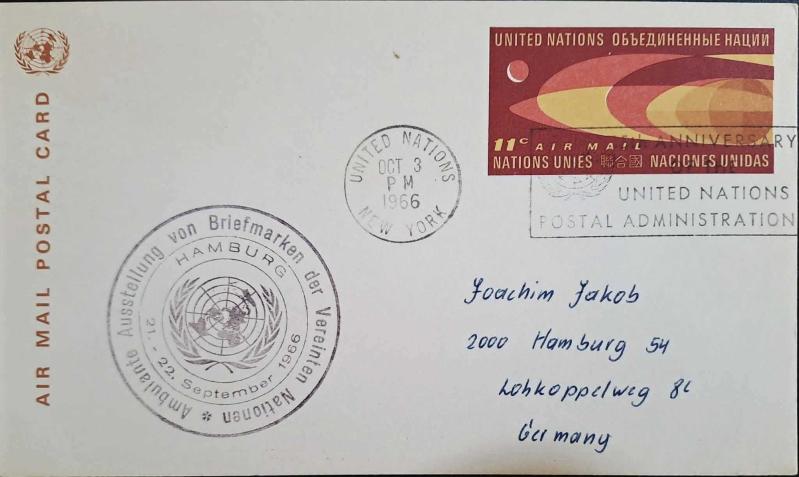 AIR MAIL POSTAL CARD
UNITED NATIONS ОБЪЕДИНЕННЫЕ НАЦИИ
11c AIR MAIL
NATIONS UNIES 聯合國 NACIONES UNIDAS
UNITED NATIONS
OCT 3
PM
1966
NEW YORK
ANNIVERSARY
OF THE
UNITED NATIONS
POSTAL ADMINISTRATION
Ambulante Ausstellung von Briefmarken der Vereinten Nationen *
HAMBURG
21. - 22. September 1966
Joachim Jakob
2000 Hamburg 54
Lohkoppelweg 8c
Germany